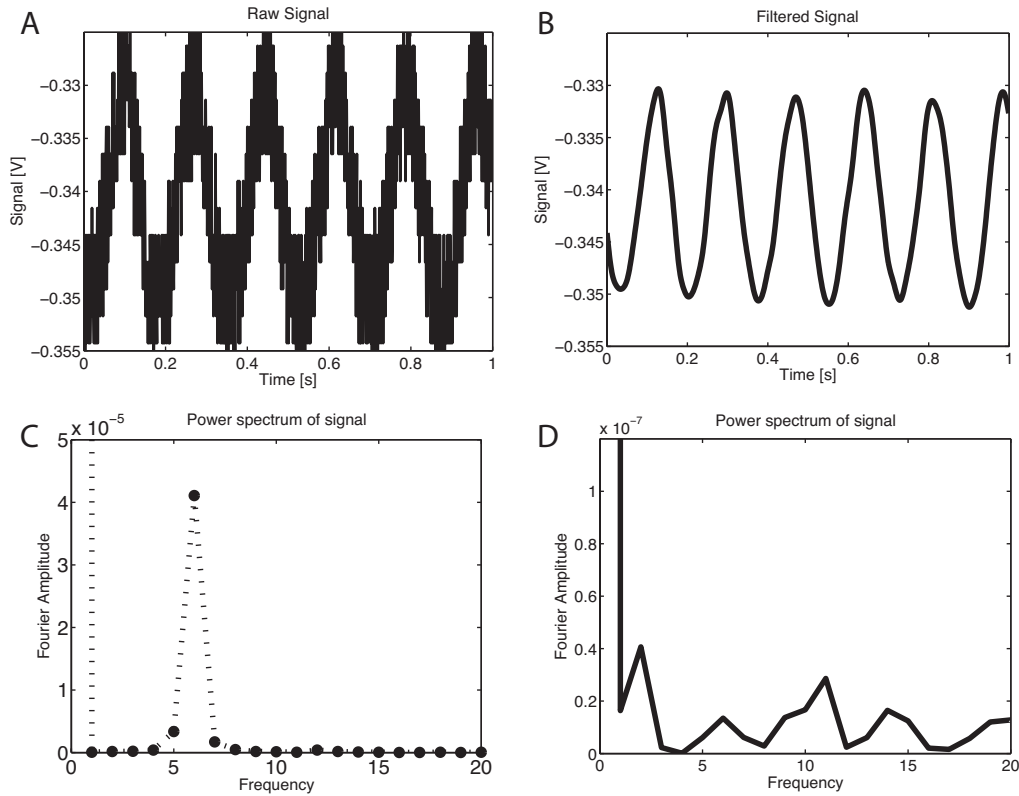 A
Raw Signal
Signal [V]
−0.33
−0.335
−0.34
−0.345
−0.35
−0.355
0 0.2 0.4 0.6 0.8 1
Time [s]
B
Filtered Signal
Signal [V]
−0.33
−0.335
−0.34
−0.345
−0.35
−0.355
0 0.2 0.4 0.6 0.8 1
Time [s]
C
Power spectrum of signal
x 10⁻⁵
Fourier Amplitude
5
4
3
2
1
0
0 5 10 15 20
Frequency
D
Power spectrum of signal
x 10⁻⁷
Fourier Amplitude
1
0.8
0.6
0.4
0.2
0
0 5 10 15 20
Frequency